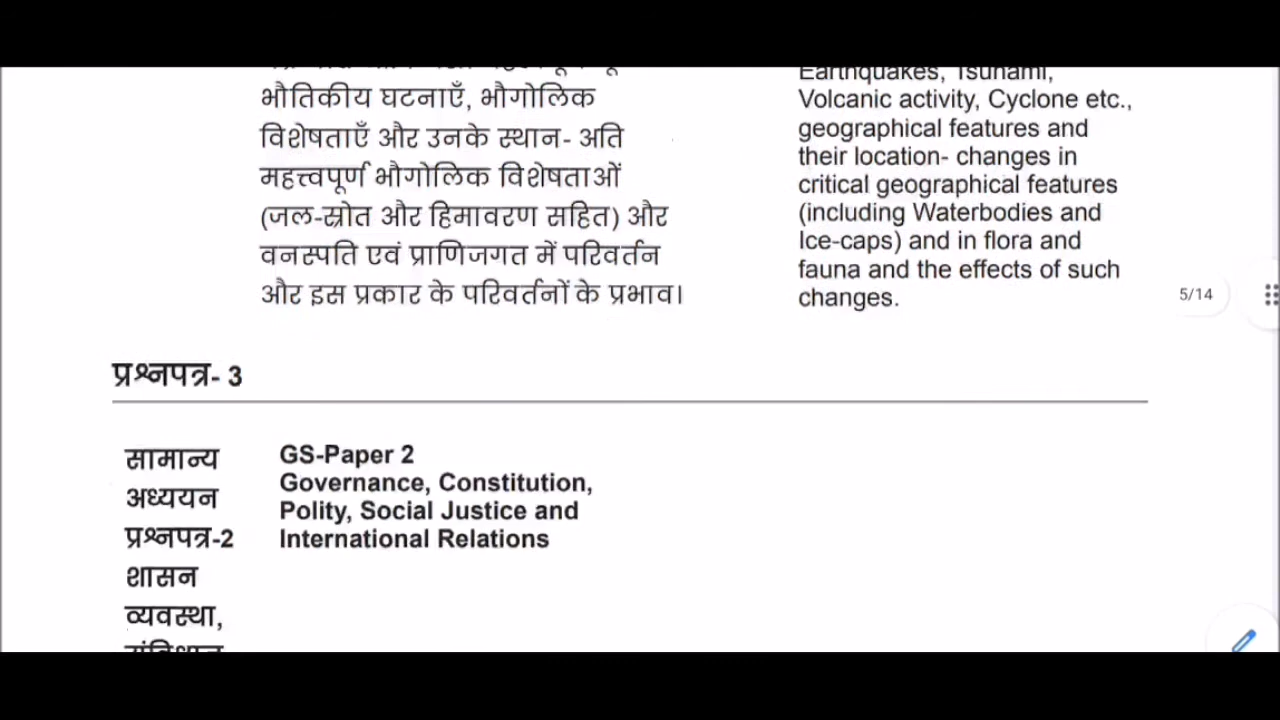 भौतिकीय घटनाएँ, भौगोलिक
विशेषताएँ और उनके स्थान- अति
महत्त्वपूर्ण भौगोलिक विशेषताओं
(जल-स्रोत और हिमावरण सहित) और
वनस्पति एवं प्राणिजगत में परिवर्तन
और इस प्रकार के परिवर्तनों के प्रभाव।
Earthquakes, Tsunami,
Volcanic activity, Cyclone etc.,
geographical features and
their location- changes in
critical geographical features
(including Waterbodies and
Ice-caps) and in flora and
fauna and the effects of such
changes.
5/14
प्रश्नपत्र- 3
सामान्य
अध्ययन
प्रश्नपत्र-2
शासन
व्यवस्था,
GS-Paper 2
Governance, Constitution,
Polity, Social Justice and
International Relations